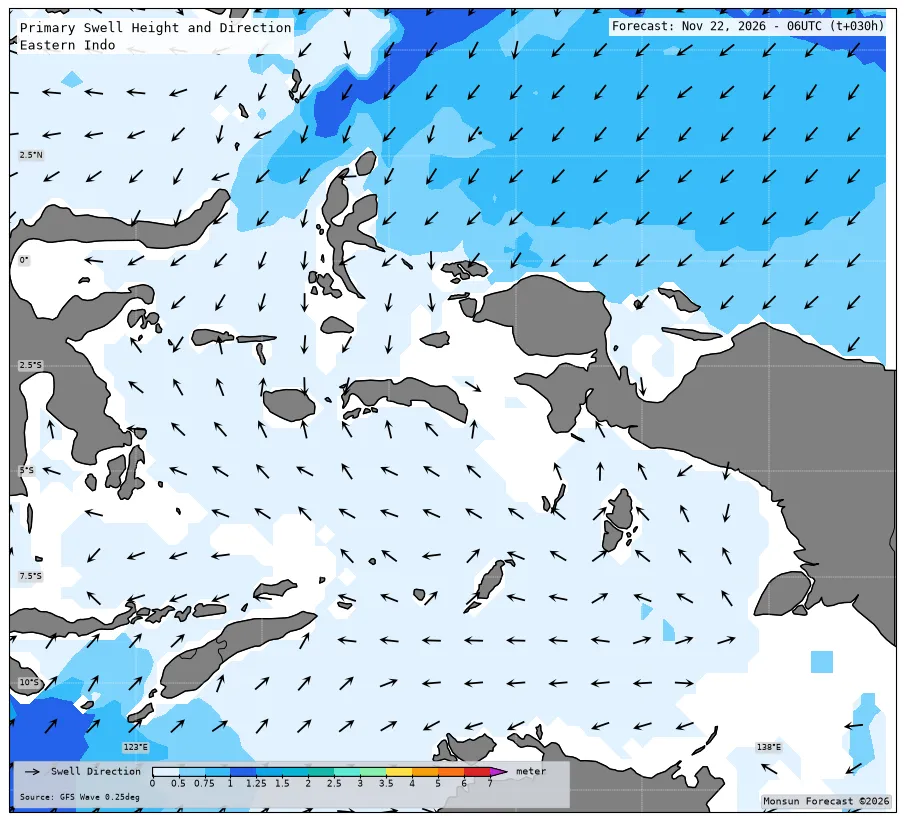 Primary Swell Height and Direction
Eastern Indo
Forecast: Nov 22, 2026 - 06UTC (t+030h)
2.5°N
0°
2.5°S
5°S
7.5°S
10°S
123°E
138°E
Swell Direction
0 0.5 0.75 1 1.25 1.5 2 2.5 3 3.5 4 5 6 7
meter
Source: GFS Wave 0.25deg
Monsun Forecast ©2026